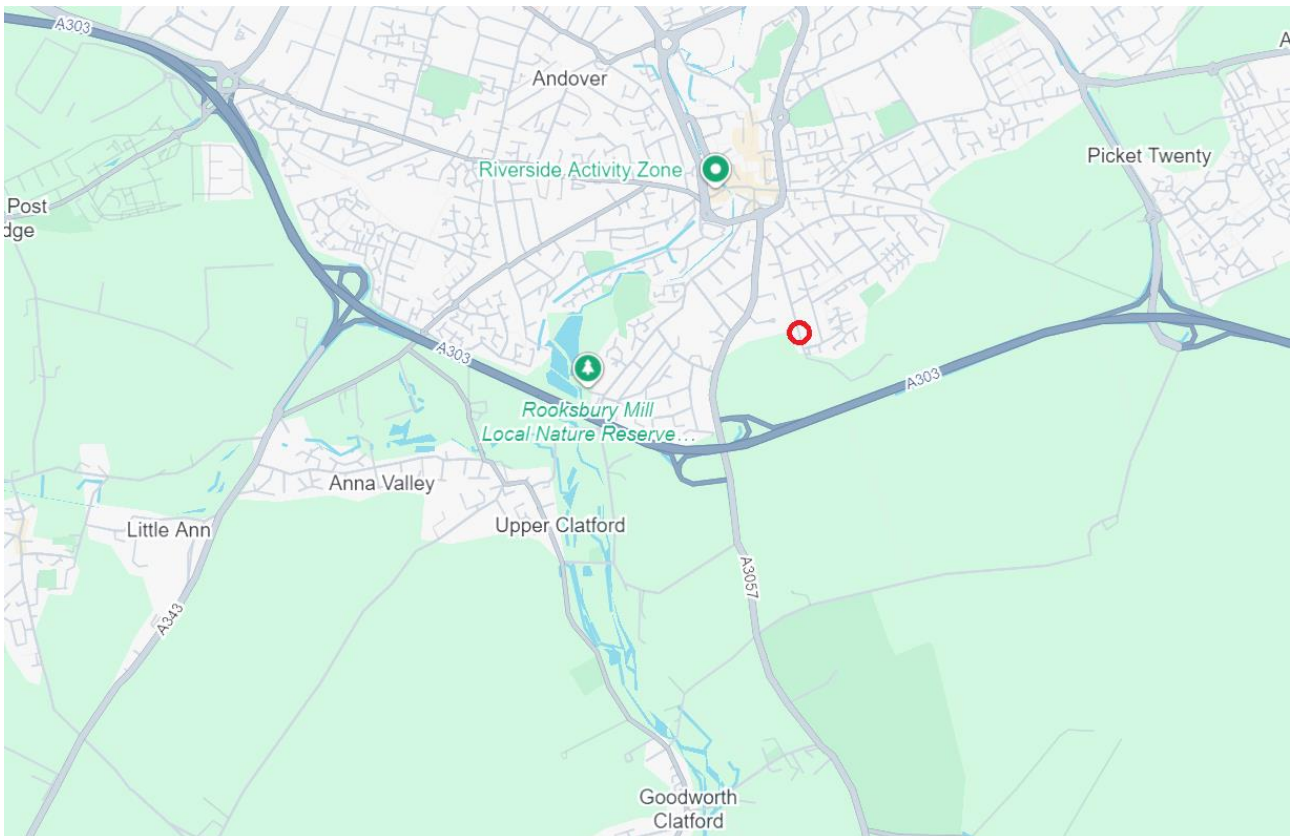 A303
Andover
A
Riverside Activity Zone
Picket Twenty
Post
dge
A303
A303
Rooksbury Mill
Local Nature Reserve...
Anna Valley
Upper Clatford
Little Ann
A3057
A343
Goodworth
Clatford